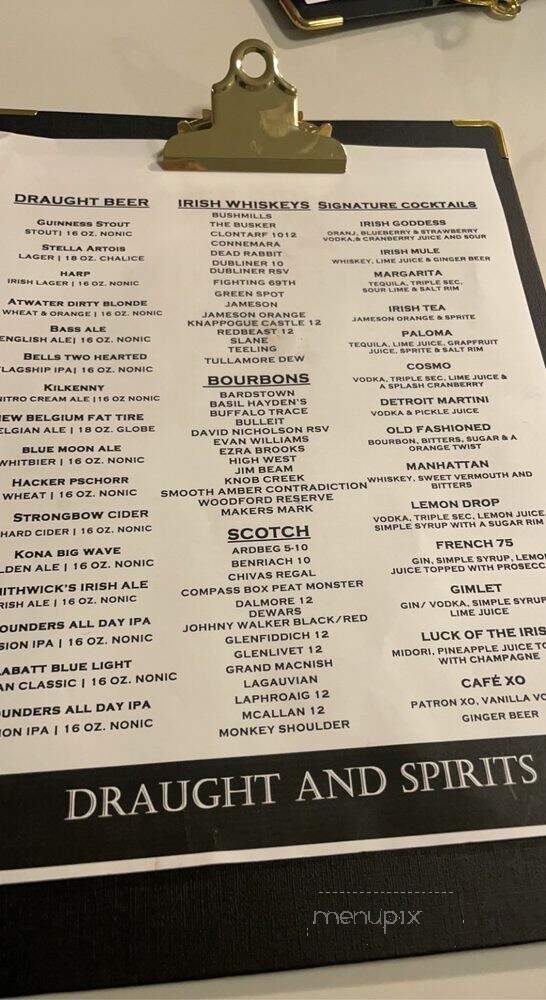 DRAUGHT BEER
GUINNESS STOUT
STOUT| 16 OZ. NONIC
STELLA ARTOIS
LAGER | 18 OZ. CHALICE
HARP
IRISH LAGER | 16 OZ. NONIC
ATWATER DIRTY BLONDE
WHEAT & ORANGE | 16 OZ. NONIC
BASS ALE
ENGLISH ALE| 16 OZ. NONIC
BELLS TWO HEARTED
LAGSHIP IPA| 16 OZ. NONIC
KILKENNY
NITRO CREAM ALE |16 OZ NONIC
NEW BELGIUM FAT TIRE
ELGIAN ALE | 18 OZ. GLOBE
BLUE MOON ALE
WHITBIER | 16 OZ. NONIC
HACKER PSCHORR
WHEAT | 16 OZ. NONIC
STRONGBOW CIDER
HARD CIDER | 16 OZ. NONIC
KONA BIG WAVE
LDEN ALE | 16 OZ. NONIC
ITHWICK'S IRISH ALE
RISH ALE | 16 OZ. NONIC
OUNDERS ALL DAY IPA
SION IPA | 16 OZ. NONIC
LABATT BLUE LIGHT
AN CLASSIC | 16 OZ. NONIC
UNDERS ALL DAY IPA
ION IPA | 16 OZ. NONIC
IRISH WHISKEYS
BUSHMILLS
THE BUSKER
CLONTARF 1012
CONNEMARA
DEAD RABBIT
DUBLINER 10
DUBLINER RSV
FIGHTING 69TH
GREEN SPOT
JAMESON
JAMESON ORANGE
KNAPPOGUE CASTLE 12
REDBEAST 12
SLANE
TEELING
TULLAMORE DEW
BOURBONS
BARDSTOWN
BASIL HAYDEN'S
BUFFALO TRACE
BULLEIT
DAVID NICHOLSON RSV
EVAN WILLIAMS
EZRA BROOKS
HIGH WEST
JIM BEAM
KNOB CREEK
SMOOTH AMBER CONTRADICTION
WOODFORD RESERVE
MAKERS MARK
SCOTCH
ARDBEG 5-10
BENRIACH 10
CHIVAS REGAL
COMPASS BOX PEAT MONSTER
DALMORE 12
DEWARS
JOHHNY WALKER BLACK/RED
GLENFIDDICH 12
GLENLIVET 12
GRAND MACNISH
LAGAUVIAN
LAPHROAIG 12
MCALLAN 12
MONKEY SHOULDER
SIGNATURE COCKTAILS
IRISH GODDESS
ORANJ, BLUEBERRY & STRAWBERRY
VODKA,& CRANBERRY JUICE AND SOUR
IRISH MULE
WHISKEY, LIME JUICE & GINGER BEER
MARGARITA
TEQUILA, TRIPLE SEC,
SOUR LIME & SALT RIM
IRISH TEA
JAMESON ORANGE & SPRITE
PALOMA
TEQUILA, LIME JUICE, GRAPFRUIT
JUICE, SPRITE & SALT RIM
COSMO
VODKA, TRIPLE SEC, LIME JUICE &
A SPLASH CRANBERRY
DETROIT MARTINI
VODKA & PICKLE JUICE
OLD FASHIONED
BOURBON, BITTERS, SUGAR & A
ORANGE TWIST
MANHATTAN
WHISKEY, SWEET VERMOUTH AND
BITTERS
LEMON DROP
VODKA, TRIPLE SEC, LEMON JUICE
SIMPLE SYRUP WITH A SUGAR RIM
FRENCH 75
GIN, SIMPLE SYRUP, LEMON
JUICE TOPPED WITH PROSECC
GIMLET
GIN/ VODKA, SIMPLE SYRUP
LIME JUICE
LUCK OF THE IRIS
MIDORI, PINEAPPLE JUICE TO
WITH CHAMPAGNE
CAFÉ XO
PATRON XO, VANILLA VO
GINGER BEER
DRAUGHT AND SPIRITS
menupix